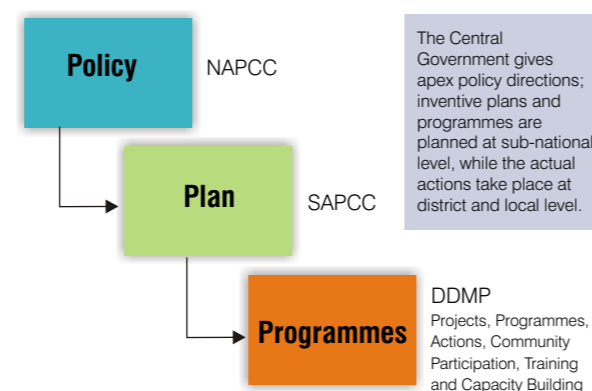 Policy
NAPCC
The Central
Government gives
apex policy directions;
inventive plans and
programmes are
planned at sub-national
level, while the actual
actions take place at
district and local level.
Plan
SAPCC
Programmes
DDMP
Projects, Programmes,
Actions, Community
Participation, Training
and Capacity Building